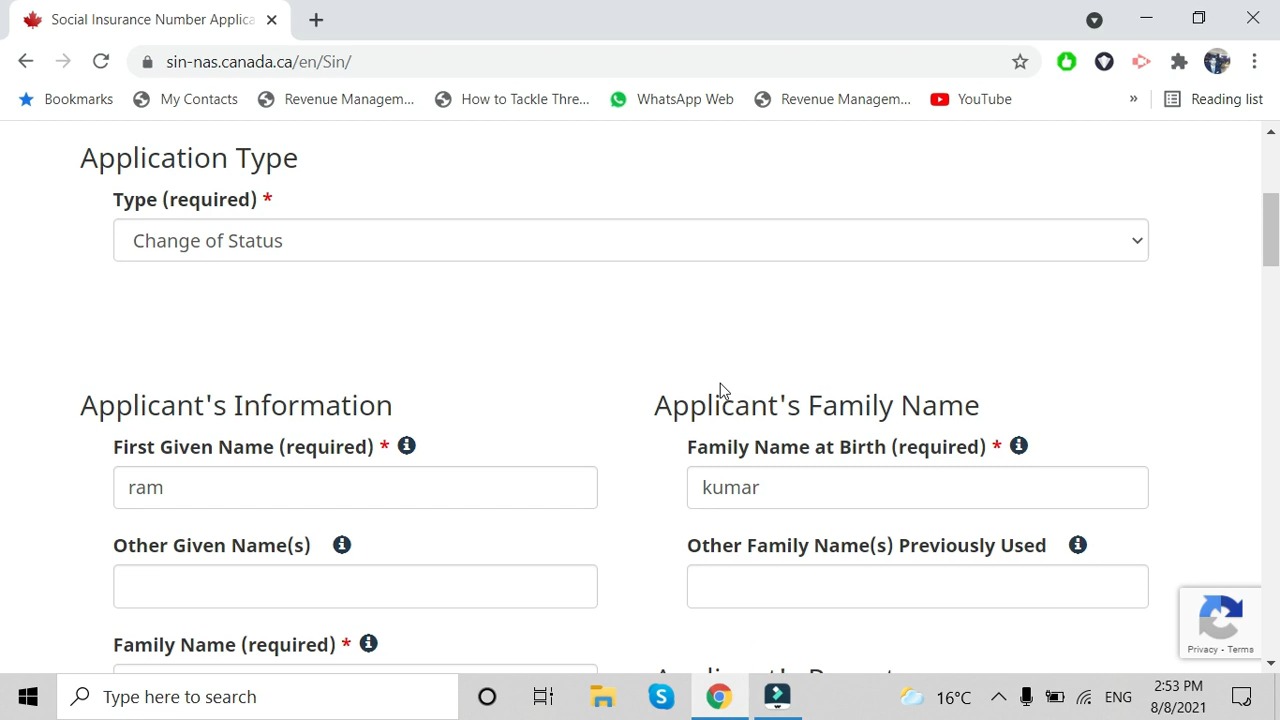 Social Insurance Number Applica
sin-nas.canada.ca/en/Sin/
Bookmarks My Contacts Revenue Managem... How to Tackle Thre... WhatsApp Web Revenue Managem... YouTube » Reading list
Application Type
Type (required) *
Change of Status
Applicant's Information
First Given Name (required) *
ram
Other Given Name(s)
Family Name (required) *
Applicant's Family Name
Family Name at Birth (required) *
kumar
Other Family Name(s) Previously Used
Privacy - Terms
Type here to search
16°C ENG
2:53 PM
8/8/2021